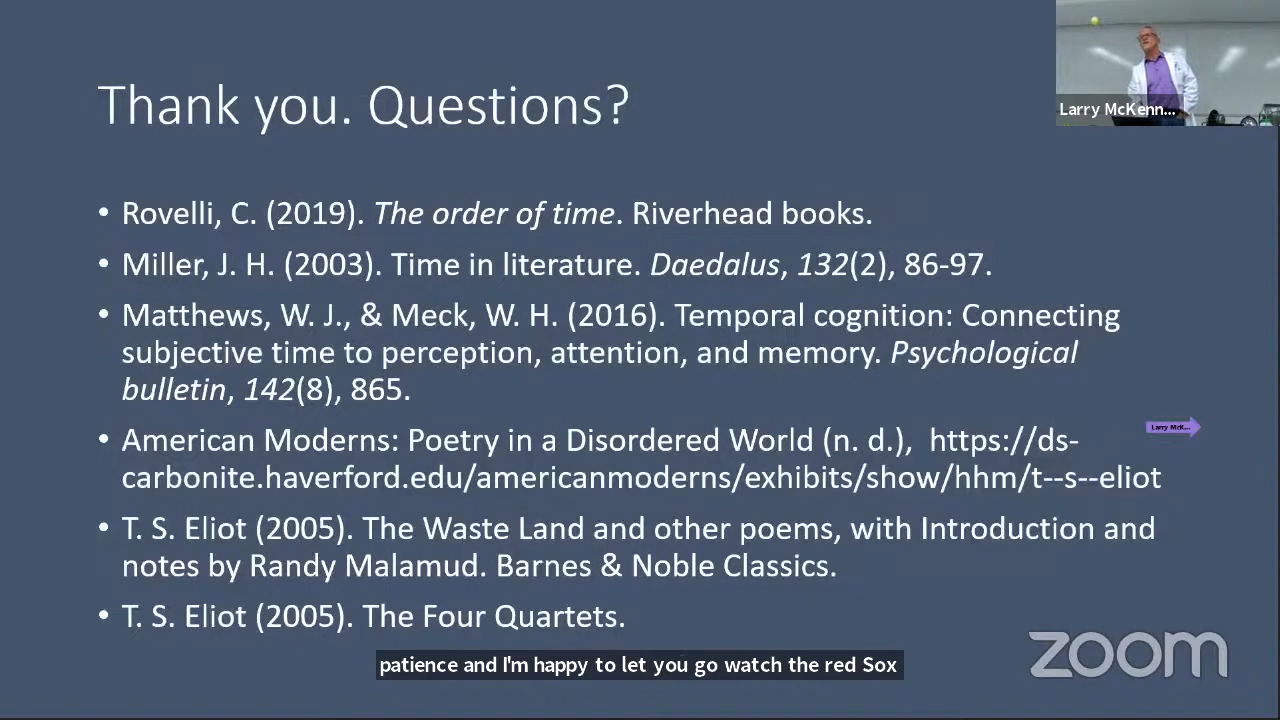 Larry McKenn...
Thank you. Questions?
• Rovelli, C. (2019). The order of time. Riverhead books.
• Miller, J. H. (2003). Time in literature. Daedalus, 132(2), 86-97.
• Matthews, W. J., & Meck, W. H. (2016). Temporal cognition: Connecting
subjective time to perception, attention, and memory. Psychological
bulletin, 142(8), 865.
Larry McK...
• American Moderns: Poetry in a Disordered World (n. d.), https://ds-
carbonite.haverford.edu/americanmoderns/exhibits/show/hhm/t--s--eliot
• T. S. Eliot (2005). The Waste Land and other poems, with Introduction and
notes by Randy Malamud. Barnes & Noble Classics.
• T. S. Eliot (2005). The Four Quartets.
patience and I'm happy to let you go watch the red Sox
zoom